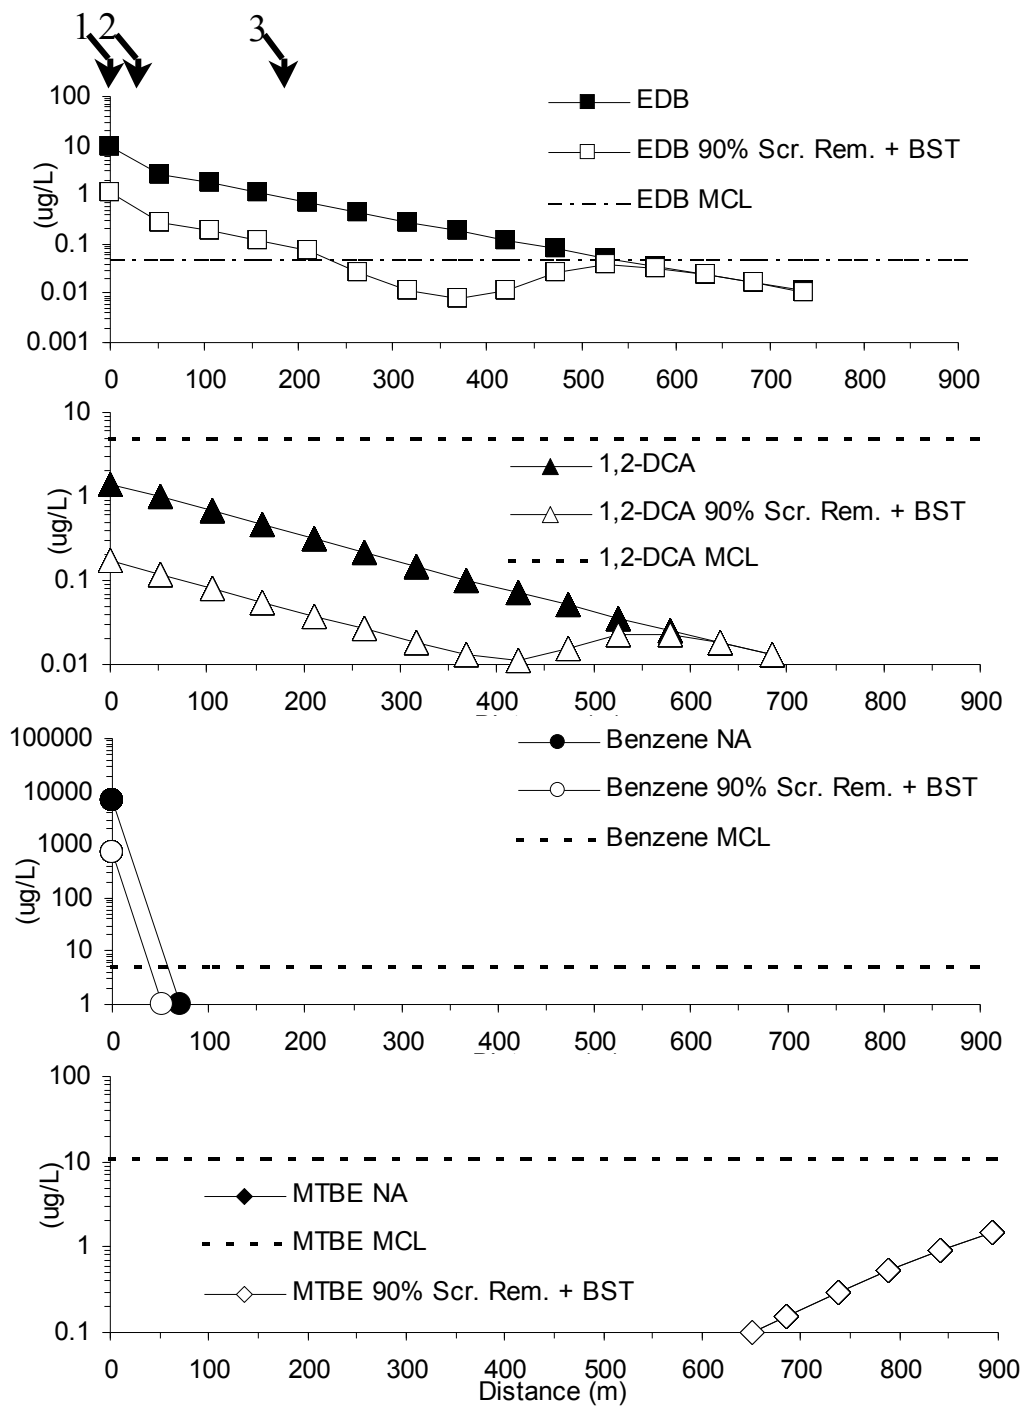 1 2 3
100
10
1
0.1
0.01
0.001
(ug/L)
EDB
EDB 90% Scr. Rem. + BST
EDB MCL
0 100 200 300 400 500 600 700 800 900
10
1
0.1
0.01
(ug/L)
1,2-DCA
1,2-DCA 90% Scr. Rem. + BST
1,2-DCA MCL
0 100 200 300 400 500 600 700 800 900
100000
10000
1000
100
10
1
(ug/L)
Benzene NA
Benzene 90% Scr. Rem. + BST
Benzene MCL
0 100 200 300 400 500 600 700 800 900
100
10
1
0.1
(ug/L)
MTBE NA
MTBE MCL
MTBE 90% Scr. Rem. + BST
0 100 200 300 400 500 600 700 800 900
Distance (m)